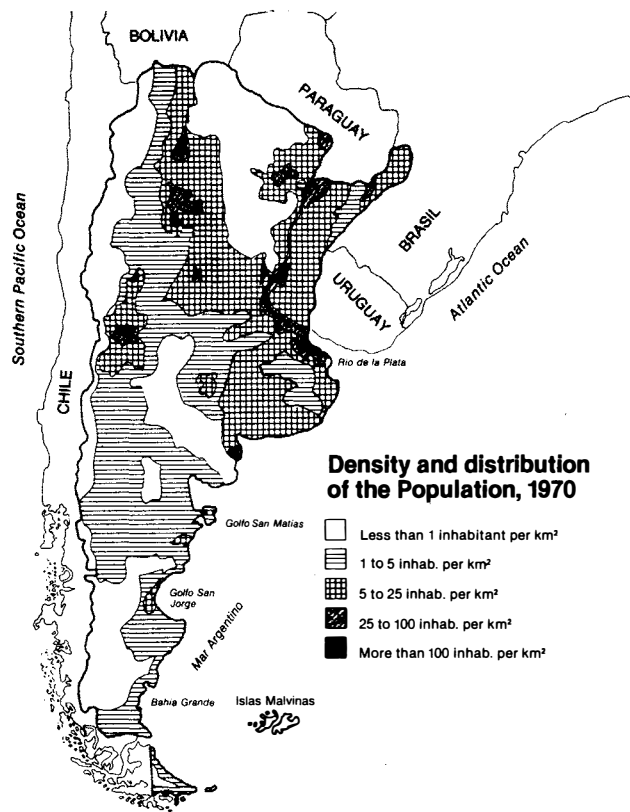 BOLIVIA
PARAGUAY
BRASIL
URUGUAY
Atlantic Ocean
Southern Pacific Ocean
CHILE
Rio de la Plata
Density and distribution
of the Population, 1970
Less than 1 inhabitant per km²
1 to 5 inhab. per km²
5 to 25 inhab. per km²
25 to 100 inhab. per km²
More than 100 inhab. per km²
Golfo San Matías
Golfo San
Jorge
Mar Argentino
Bahía Grande
Islas Malvinas